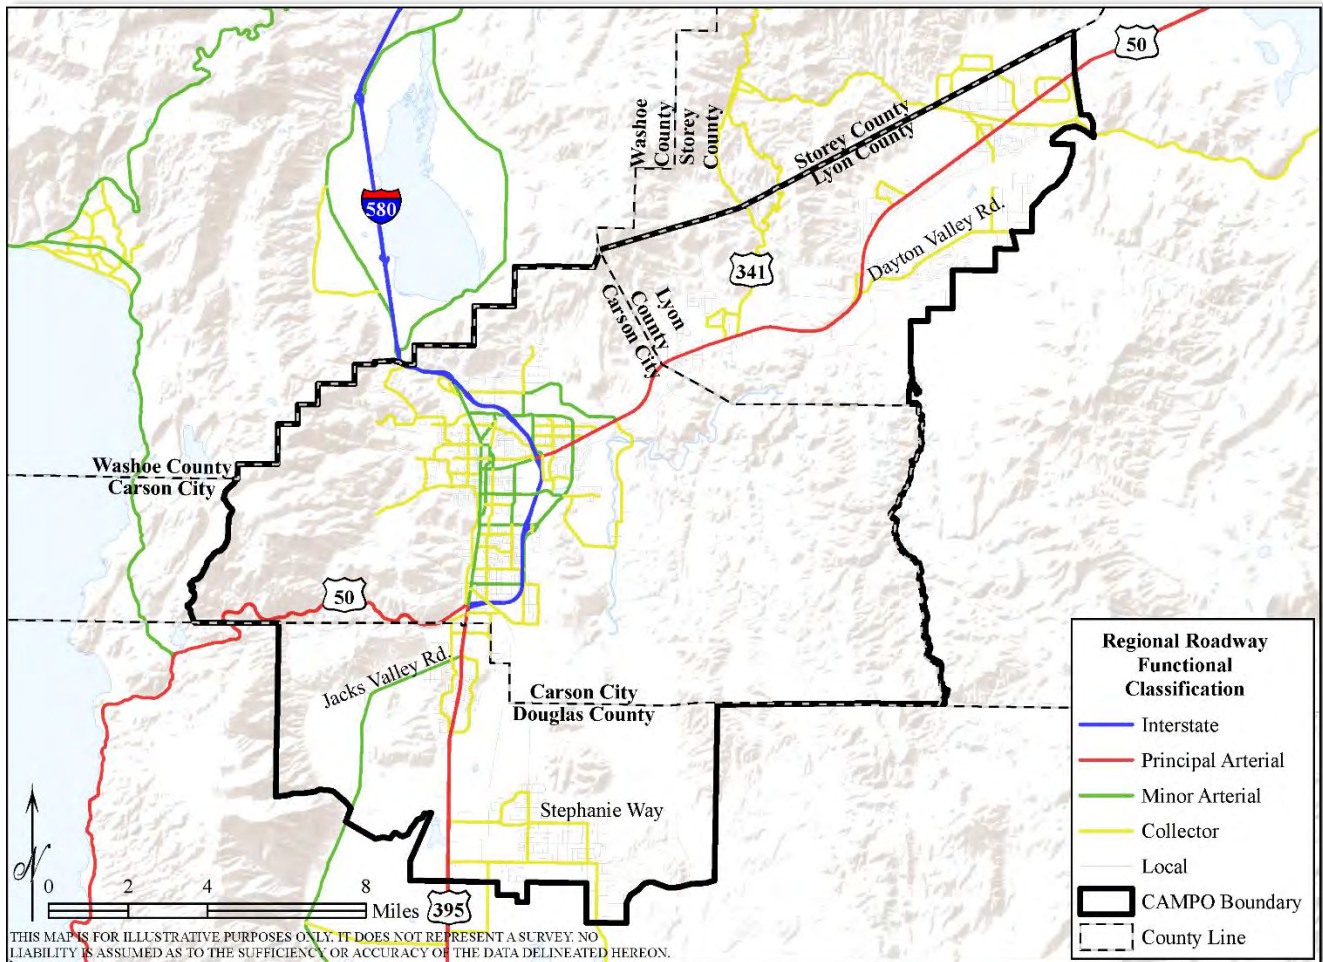 50
Washoe
County
Storey
County
Storey County
Lyon County
580
Dayton Valley Rd.
341
Lyon
County
Carson City
Washoe County
Carson City
50
Jacks Valley Rd.
Carson City
Douglas County
Stephanie Way
395
N
0 2 4 8
Miles
THIS MAP IS FOR ILLUSTRATIVE PURPOSES ONLY. IT DOES NOT REPRESENT A SURVEY. NO
LIABILITY IS ASSUMED AS TO THE SUFFICIENCY OR ACCURACY OF THE DATA DELINEATED HEREON.
Regional Roadway
Functional
Classification
Interstate
Principal Arterial
Minor Arterial
Collector
Local
CAMPO Boundary
County Line